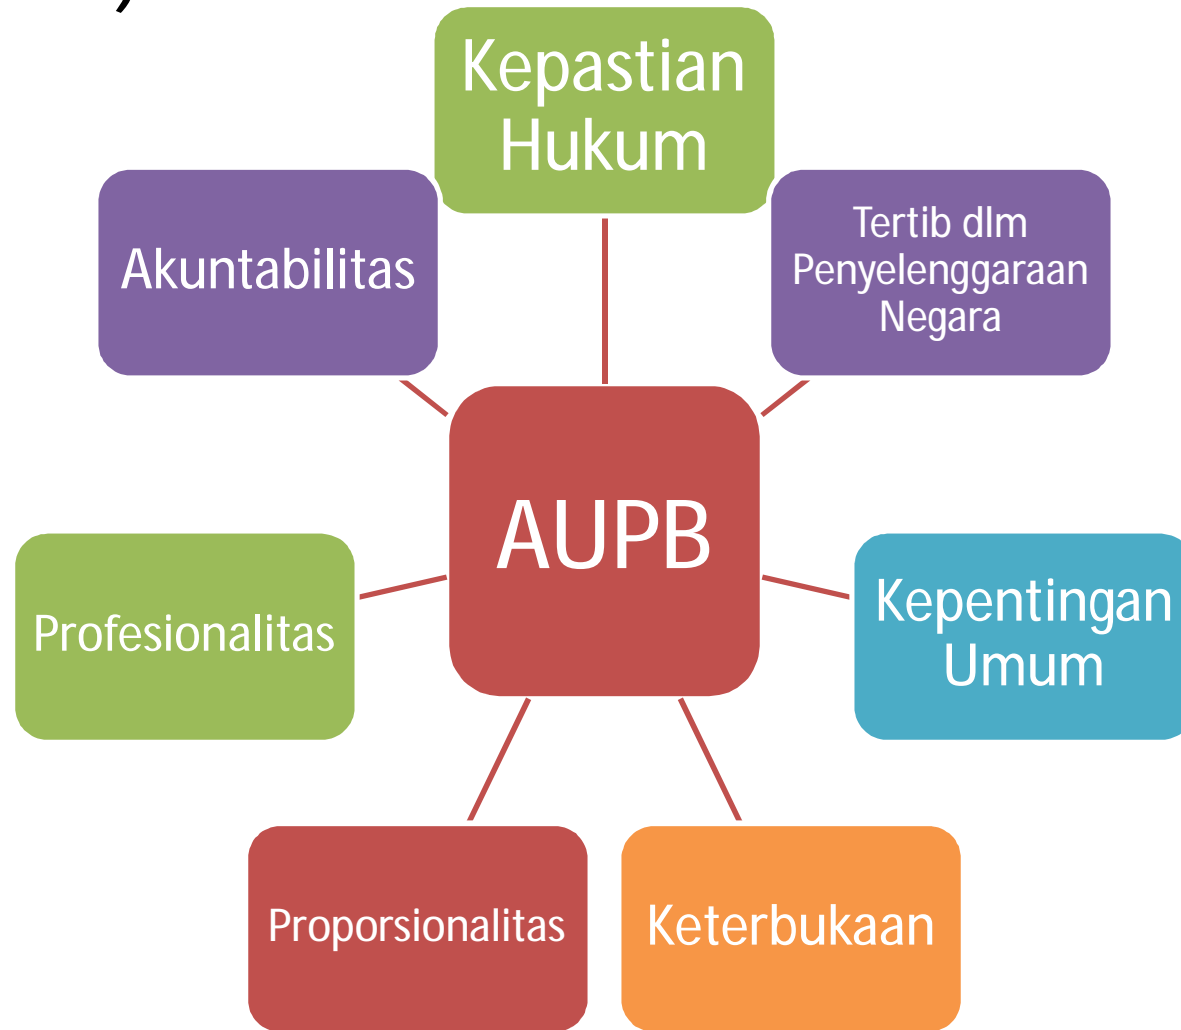 Kepastian
Hukum
Tertib dlm
Penyelenggaraan
Negara
Kepentingan
Umum
Keterbukaan
Proporsionalitas
Profesionalitas
Akuntabilitas
AUPB